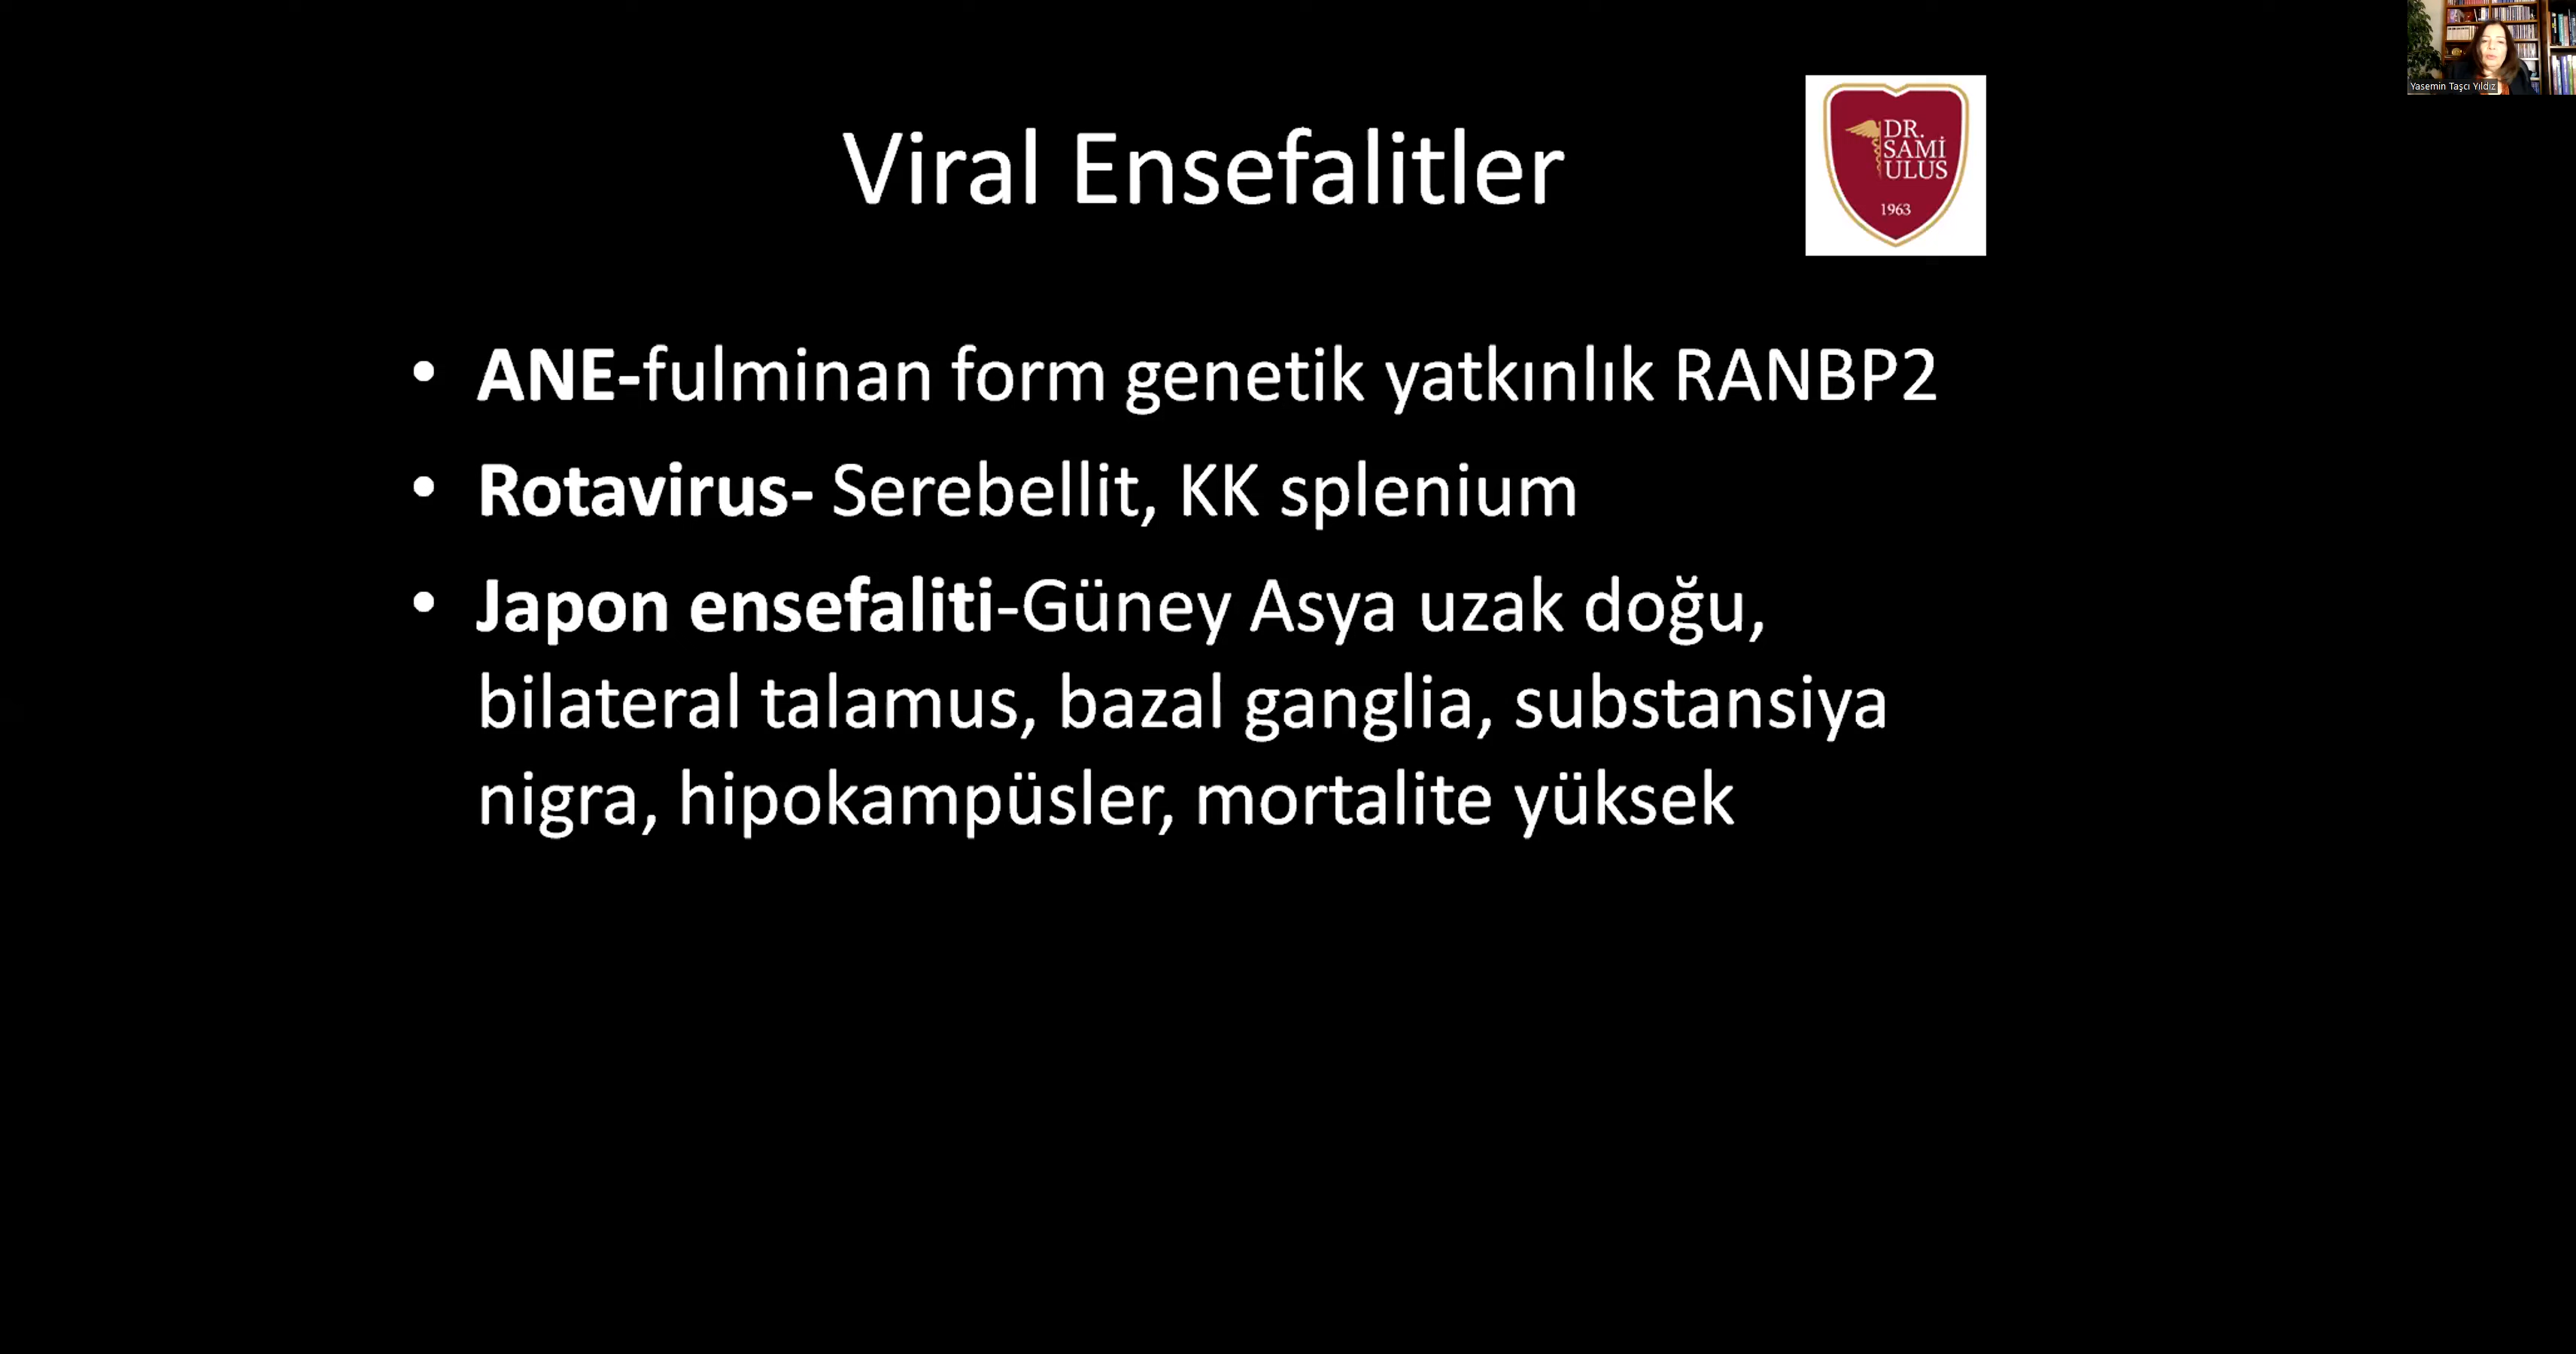 Yasemin Taşcı Yıldız
Viral Ensefalitler
DR.
SAMİ
ULUS
1963
• ANE-fulminan form genetik yatkınlık RANBP2
• Rotavirus- Serebellit, KK splenium
• Japon ensefaliti-Güney Asya uzak doğu,
bilateral talamus, bazal ganglia, substansiya
nigra, hipokampüsler, mortalite yüksek